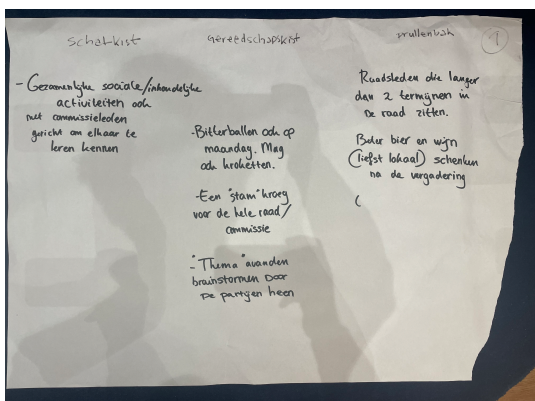 Schatkist
- Gezamenlijke sociale/inhoudelijke
activiteiten ook
met commissieleden
gericht om elkaar te
leren kennen
Gereedschapskist
- Bitterballen ook op
maandag. Mag
ook kroketten.
- Een "stam"kroeg
voor de hele raad/
commissie
- "Thema"avonden
brainstormen door
De partijen heen
Prullenbak
1
Raadsleden die langer
dan 2 termijnen in
De raad zitten.
Beter bier en wijn
(liefst lokaal) schenken
na de vergadering
(